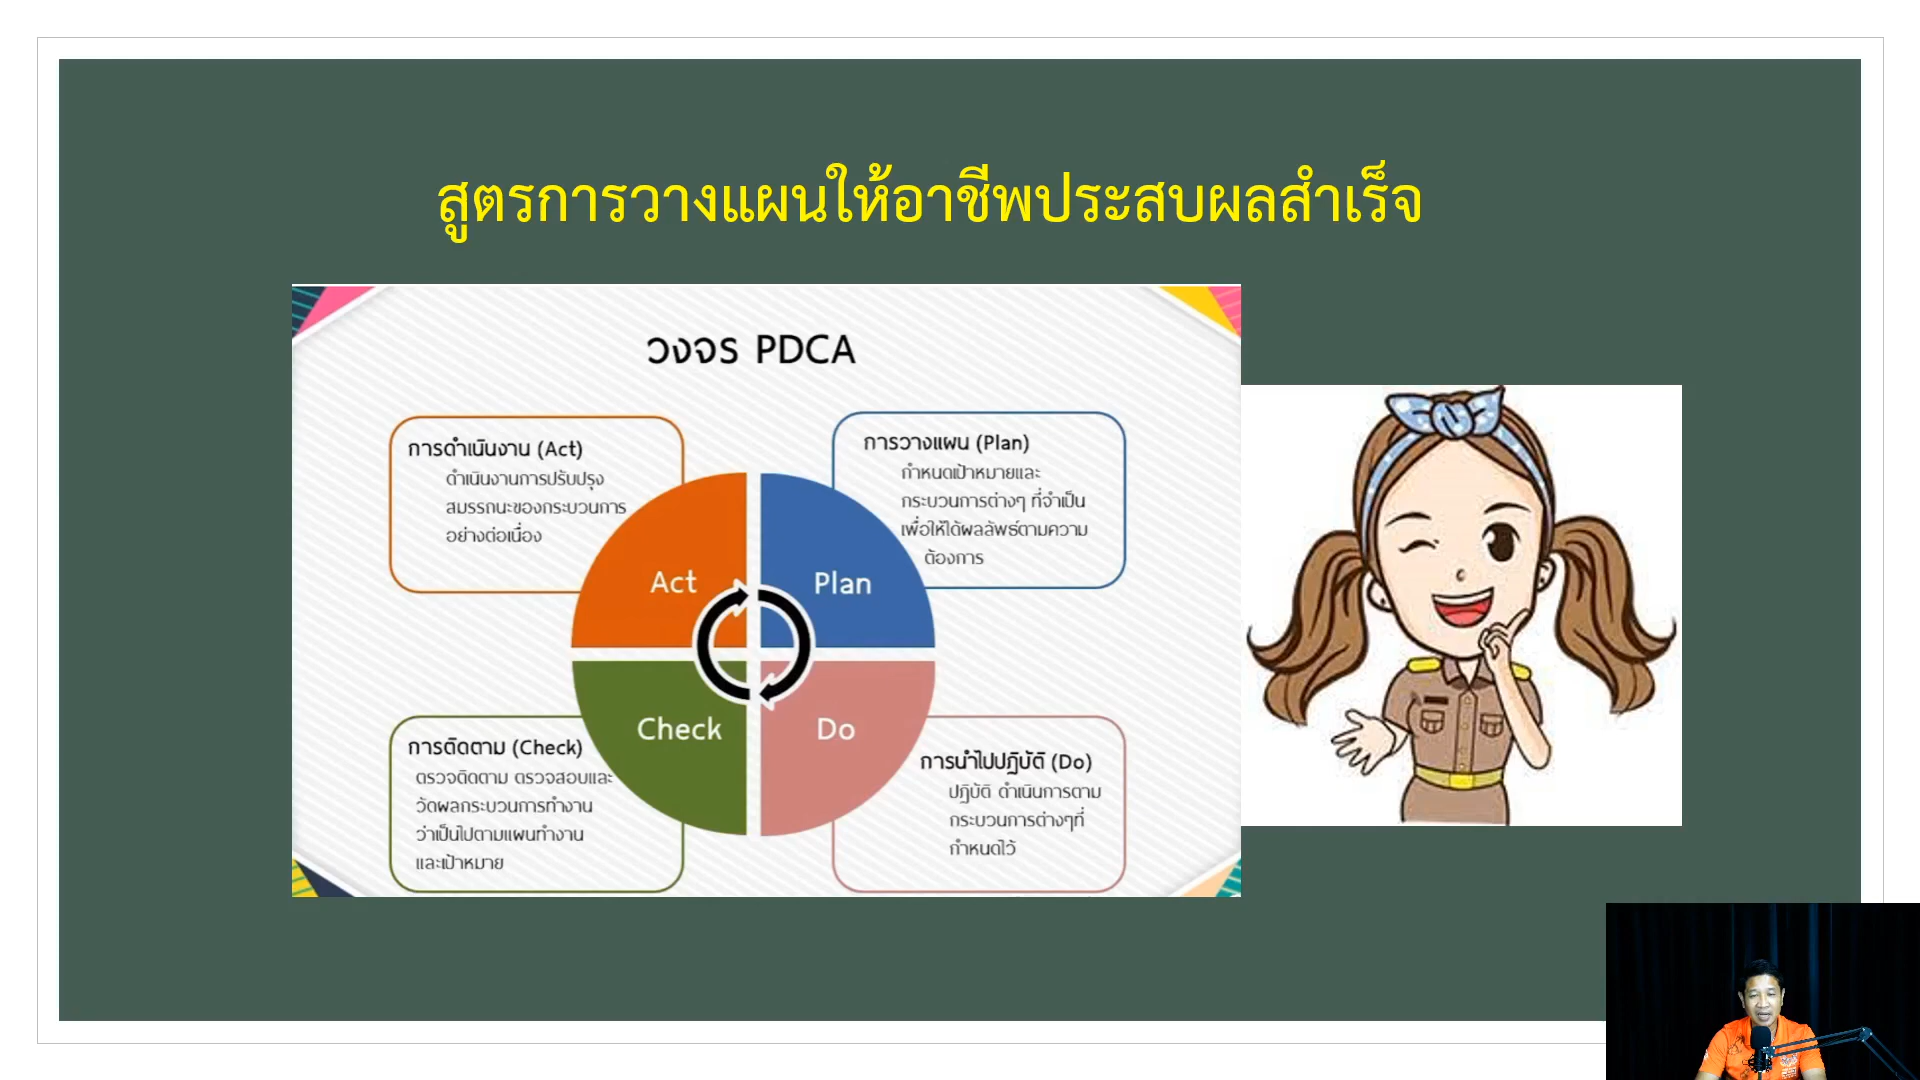 สูตรการวางแผนให้อาชีพประสบผลสำเร็จ
วงจร PDCA
การดำเนินงาน (Act)
ดำเนินงานการปรับปรุง
สมรรถนะของกระบวนการ
อย่างต่อเนื่อง
การวางแผน (Plan)
กำหนดเป้าหมายและ
กระบวนการต่างๆ ที่จำเป็น
เพื่อให้ได้ผลลัพธ์ตามความ
ต้องการ
Act
Plan
Check
Do
การติดตาม (Check)
ตรวจติดตาม ตรวจสอบและ
วัดผลกระบวนการทำงาน
ว่าเป็นไปตามแผนทำงาน
และเป้าหมาย
การนำไปปฏิบัติ (Do)
ปฏิบัติ ดำเนินการตาม
กระบวนการต่างๆที่
กำหนดไว้